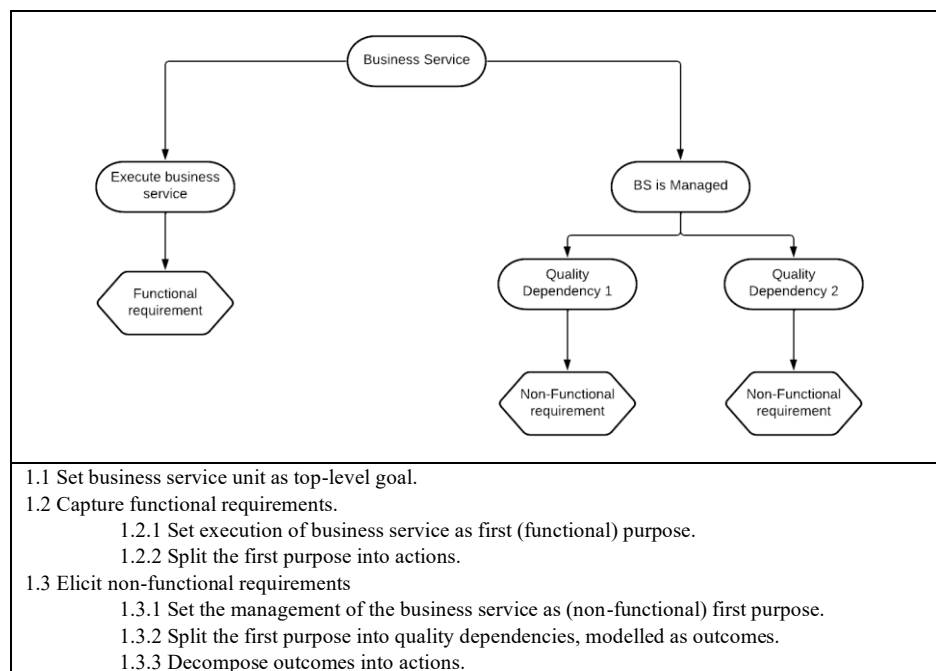 Business Service
Execute business
service
BS is Managed
Functional
requirement
Quality
Dependency 1
Quality
Dependency 2
Non-Functional
requirement
Non-Functional
requirement
1.1 Set business service unit as top-level goal.
1.2 Capture functional requirements.
1.2.1 Set execution of business service as first (functional) purpose.
1.2.2 Split the first purpose into actions.
1.3 Elicit non-functional requirements
1.3.1 Set the management of the business service as (non-functional) first purpose.
1.3.2 Split the first purpose into quality dependencies, modelled as outcomes.
1.3.3 Decompose outcomes into actions.